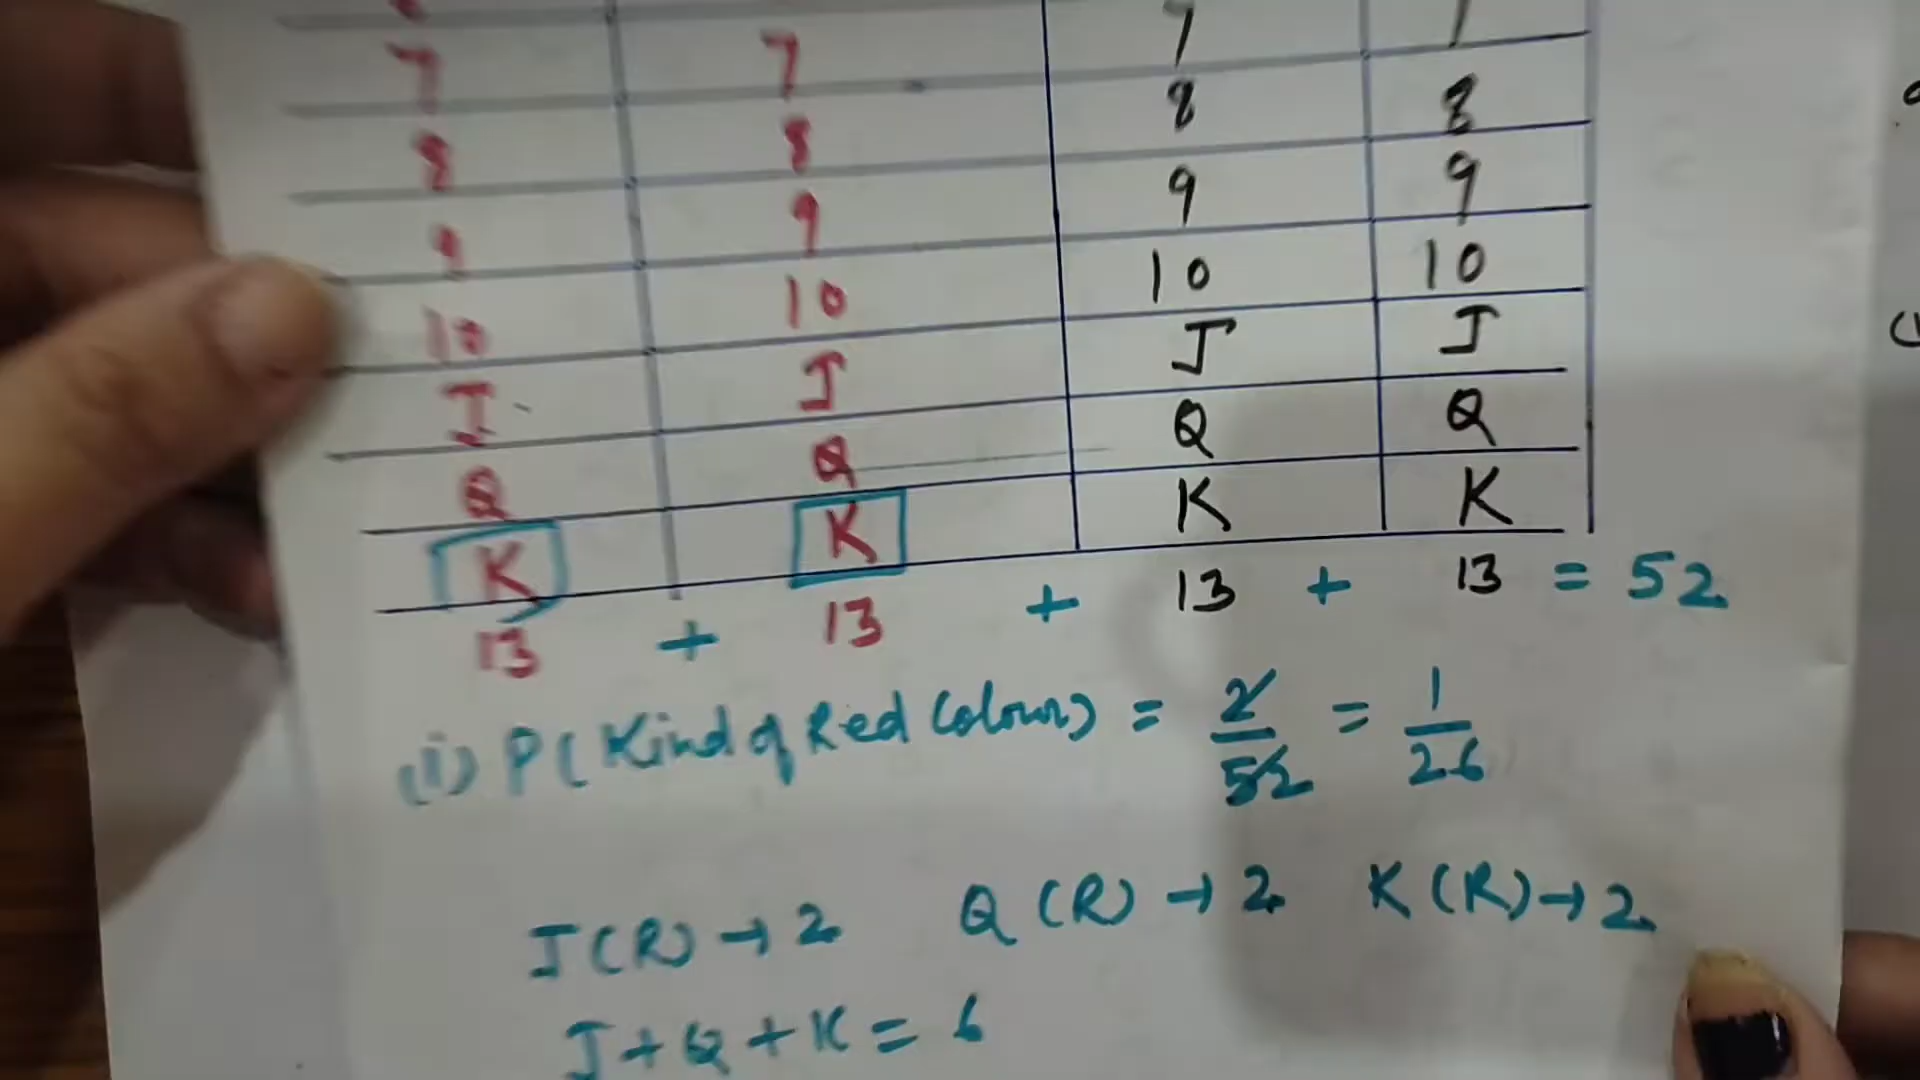 7 7 7 7
8 8 8 8
9 9 9 9
10 10 10 10
J J J J
Q Q Q Q
K K K K
13 + 13 + 13 + 13 = 52
(i) P(Kind of Red Colour) = 2/52 = 1/26
J(R) → 2 Q(R) → 2 K(R) → 2
J + Q + K = 6